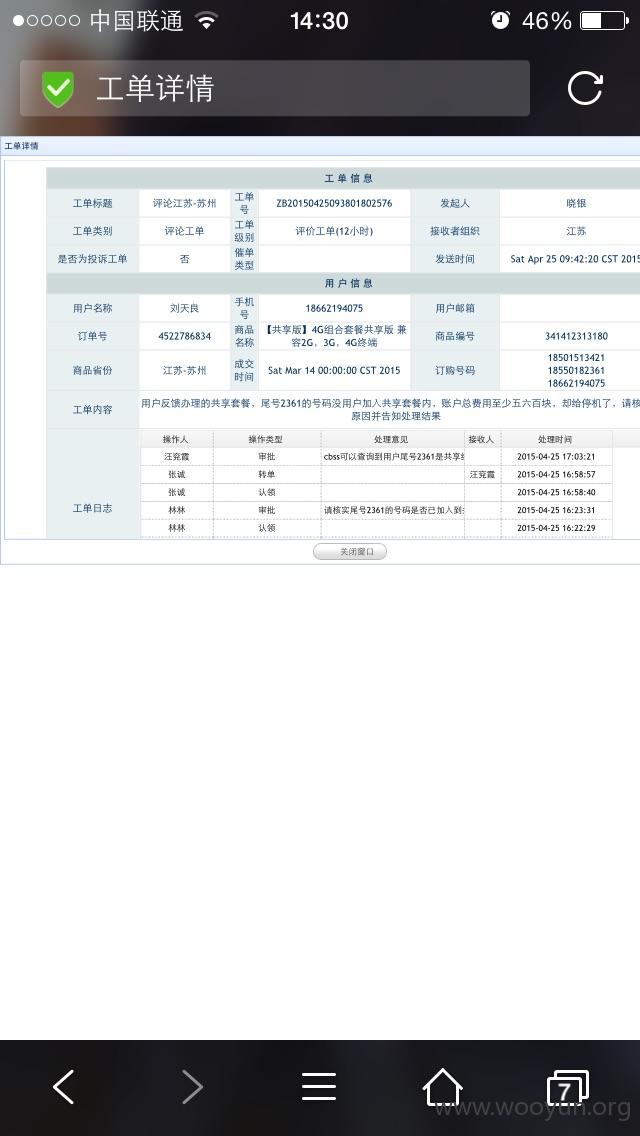 中国联通 14:30 46%
工单详情
工单详情
工单信息
工单标题 评论江苏-苏州 工单号 ZB20150425093801802576 发起人 晓银
工单类别 评论工单 工单级别 评价工单(12小时) 接收者组织 江苏
是否为投诉工单 否 催单类型 发送时间 Sat Apr 25 09:42:20 CST 2015
用户信息
用户名称 刘天良 手机号 18662194075 用户邮箱
订单号 4522786834 商品名称 【共享版】4G组合套餐共享版 兼容2G，3G，4G终端 商品编号 341412313180
商品省份 江苏-苏州 成交时间 Sat Mar 14 00:00:00 CST 2015 订购号码 18501513421
18550182361
18662194075
工单内容 用户反馈办理的共享套餐，尾号2361的号码没用户加入共享套餐内，账户总费用至少五六百块，却给停机了，请核
原因并告知处理结果
工单日志
操作人 操作类型 处理意见 接收人 处理时间
汪莞霞 审批 cbss可以查询到用户尾号2361是共享 2015-04-25 17:03:21
张诚 转单 汪莞霞 2015-04-25 16:58:57
张诚 认领 2015-04-25 16:58:40
林林 审批 请核实尾号2361的号码是否已加入到 2015-04-25 16:23:31
林林 认领 2015-04-25 16:22:29
关闭窗口
7
www.wooyun.org